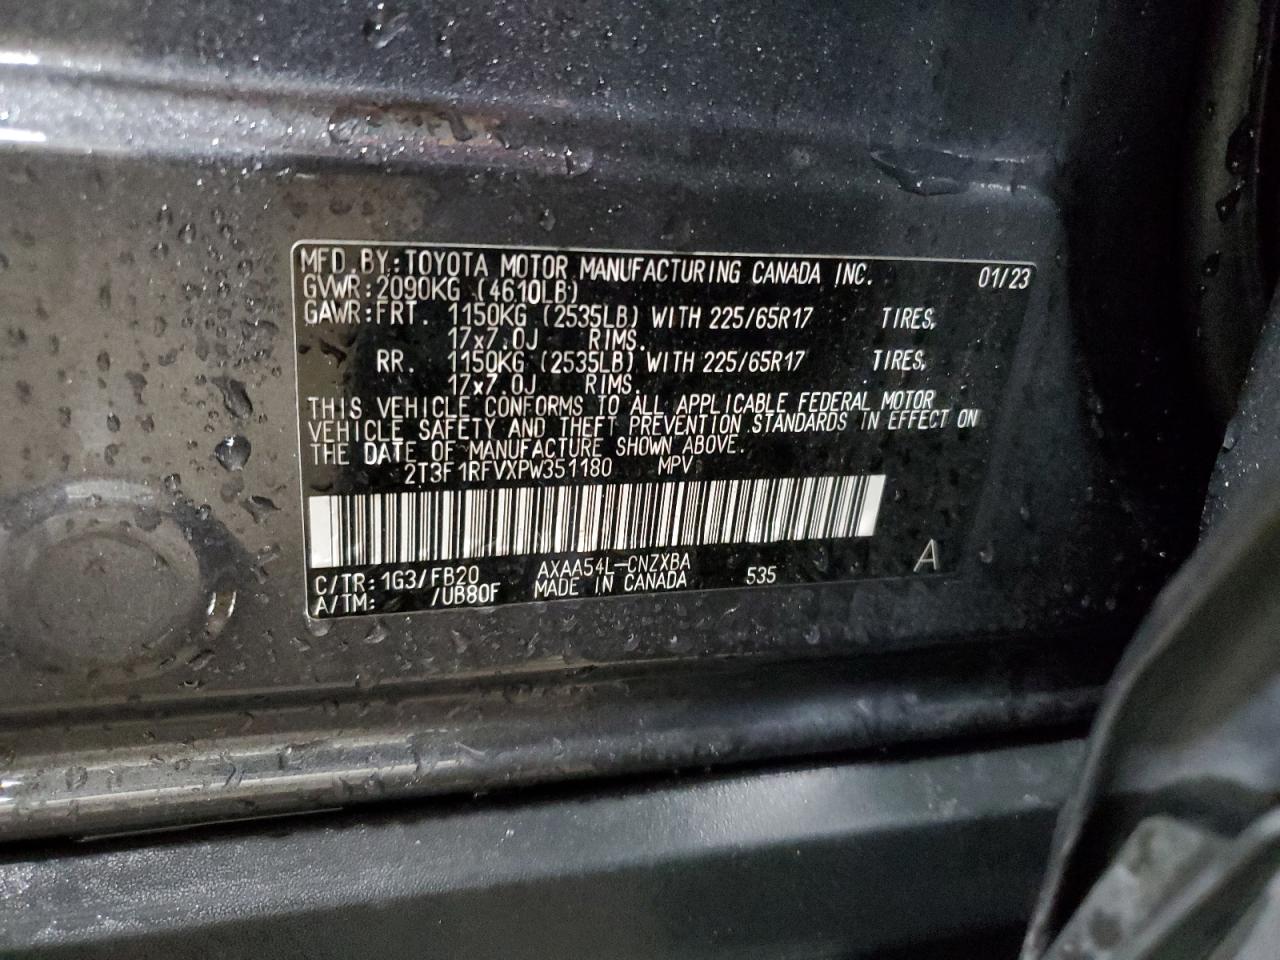 MFD.BY:TOYOTA MOTOR MANUFACTURING CANADA INC. 01/23
GVWR:2090KG (4610LB)
GAWR:FRT. 1150KG (2535LB) WITH 225/65R17 TIRES,
17x7.0J RIMS.
RR. 1150KG (2535LB) WITH 225/65R17 TIRES,
17x7.0J RIMS.
THIS VEHICLE CONFORMS TO ALL APPLICABLE FEDERAL MOTOR
VEHICLE SAFETY AND THEFT PREVENTION STANDARDS IN EFFECT ON
THE DATE OF MANUFACTURE SHOWN ABOVE.
2T3F1RFVXPW351180 MPV
C/TR:1G3/FB20 AXAA54L-CNZXBA 535 A
A/TM: /UB80F MADE IN CANADA